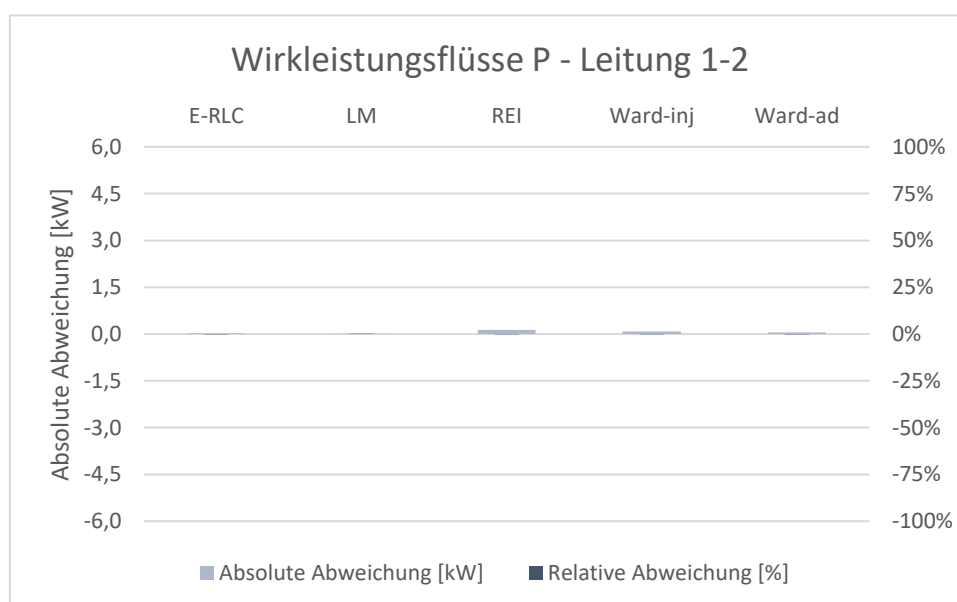 Wirkleistungsflüsse P - Leitung 1-2
E-RLC LM REI Ward-inj Ward-ad
6,0 100%
4,5 75%
3,0 50%
1,5 25%
0,0 0%
-1,5 -25%
-3,0 -50%
-4,5 -75%
-6,0 -100%
Absolute Abweichung [kW]
Absolute Abweichung [kW] Relative Abweichung [%]